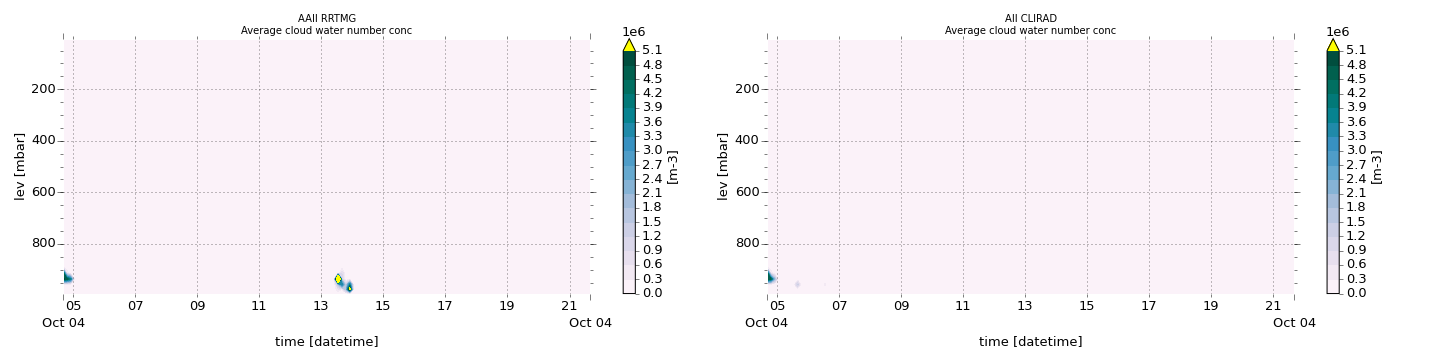 AAII RRTMG
Average cloud water number conc
1e6
5.1
4.8
4.5
4.2
3.9
3.6
3.3
3.0
2.7
2.4
2.1
1.8
1.5
1.2
0.9
0.6
0.3
0.0
[m-3]
lev [mbar]
200
400
600
800
05 07 09 11 13 15 17 19 21
Oct 04 Oct 04
time [datetime]
AII CLIRAD
Average cloud water number conc
1e6
5.1
4.8
4.5
4.2
3.9
3.6
3.3
3.0
2.7
2.4
2.1
1.8
1.5
1.2
0.9
0.6
0.3
0.0
[m-3]
lev [mbar]
200
400
600
800
05 07 09 11 13 15 17 19 21
Oct 04 Oct 04
time [datetime]